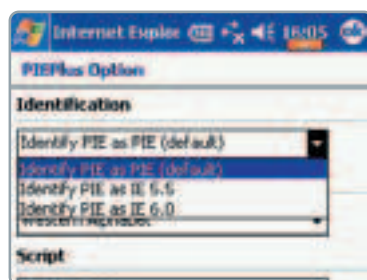 Internet Explor 16:05 ok
PIEPlus Option
Identification
Identify PIE as PIE (default)
Identify PIE as PIE (default)
Identify PIE as IE 5.5
Identify PIE as IE 6.0
Western Alphabet
Script